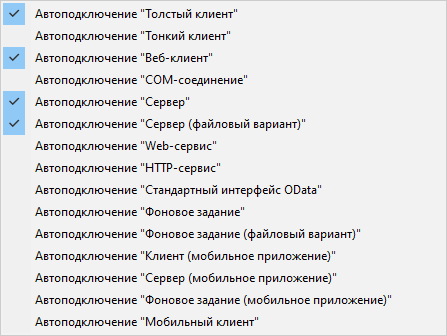 Автоподключение "Толстый клиент"
Автоподключение "Тонкий клиент"
Автоподключение "Веб-клиент"
Автоподключение "COM-соединение"
Автоподключение "Сервер"
Автоподключение "Сервер (файловый вариант)"
Автоподключение "Web-сервис"
Автоподключение "HTTP-сервис"
Автоподключение "Стандартный интерфейс OData"
Автоподключение "Фоновое задание"
Автоподключение "Фоновое задание (файловый вариант)"
Автоподключение "Клиент (мобильное приложение)"
Автоподключение "Сервер (мобильное приложение)"
Автоподключение "Фоновое задание (мобильное приложение)"
Автоподключение "Мобильный клиент"